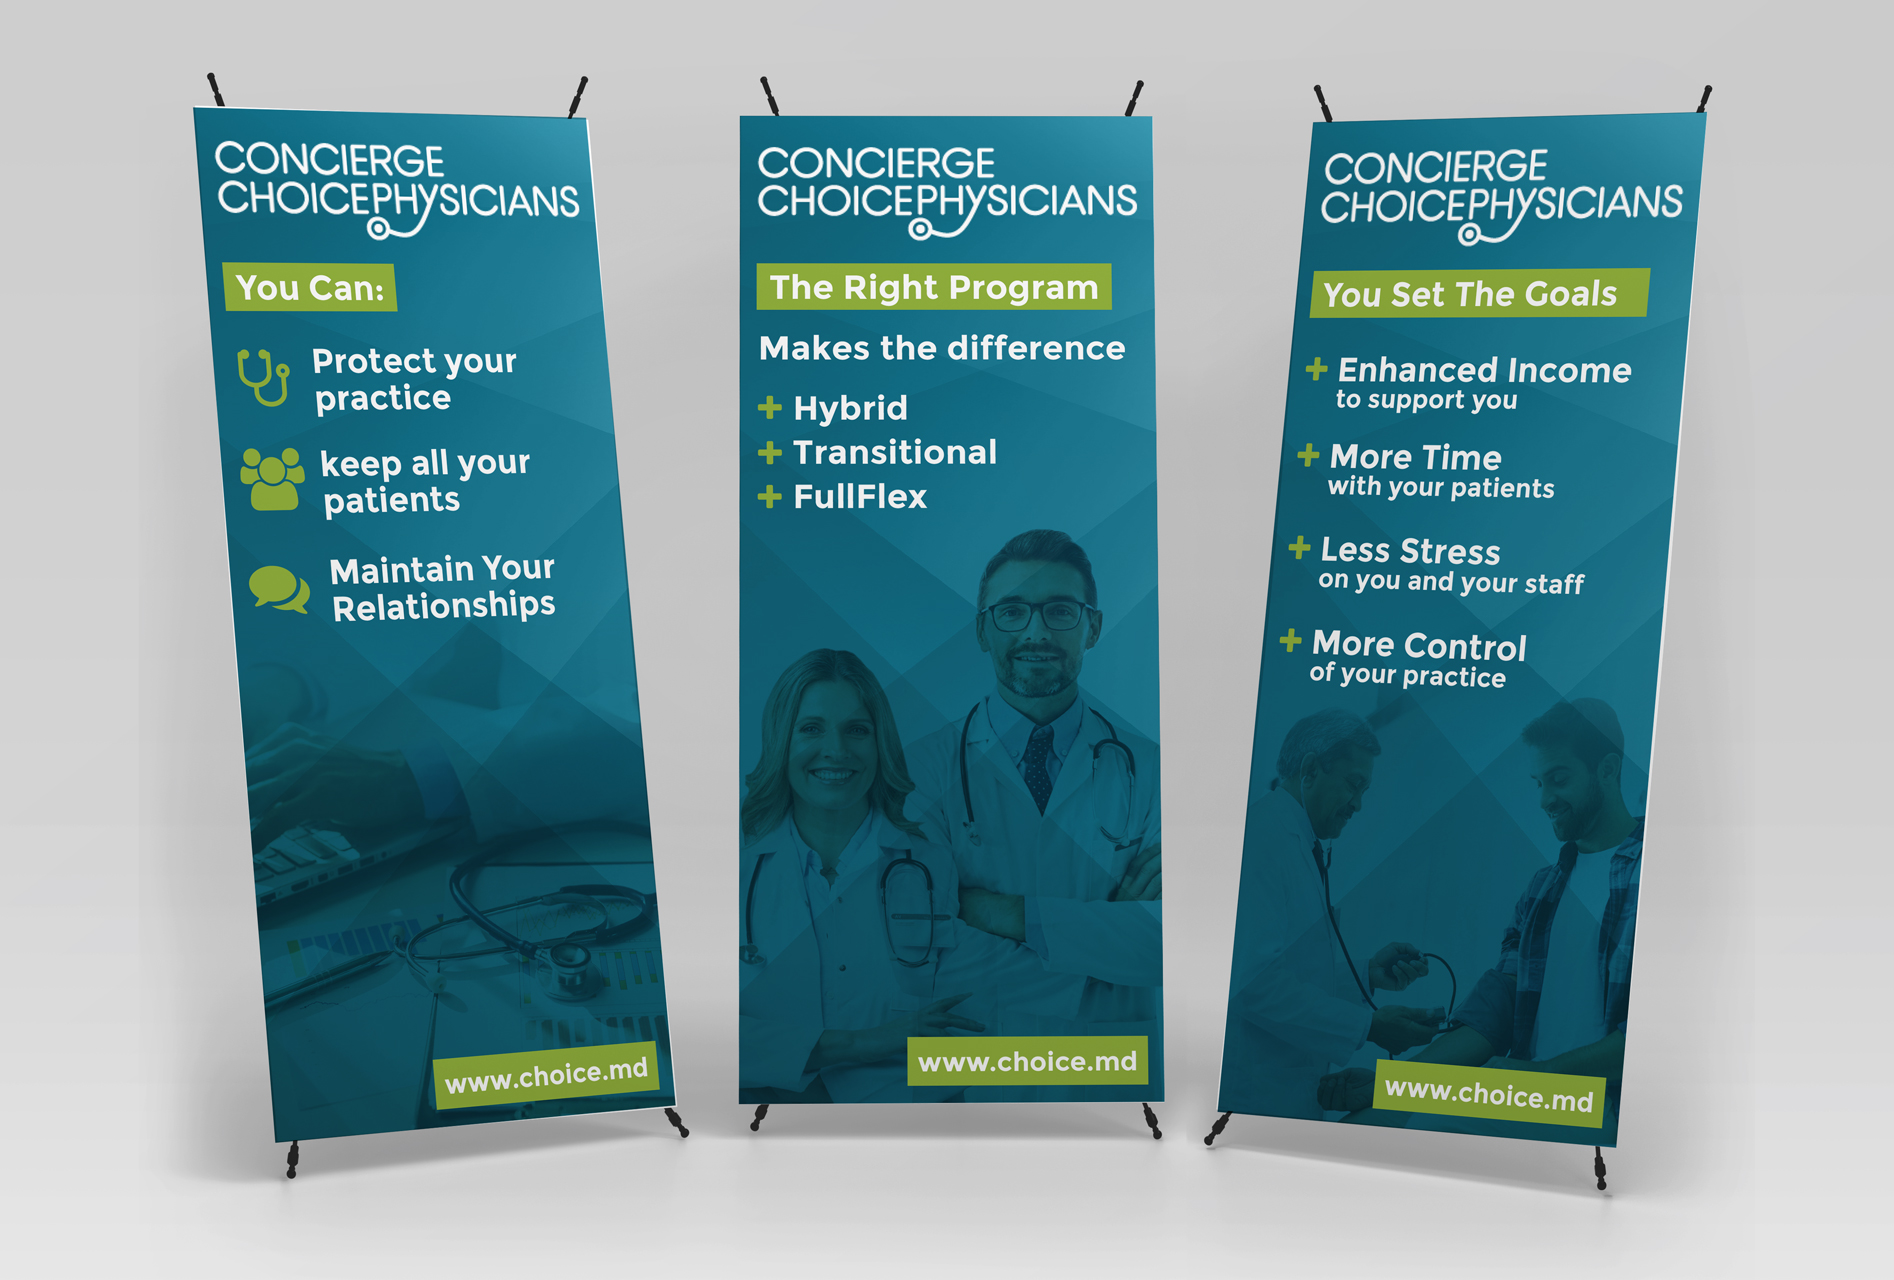 CONCIERGE
CHOICEPHYSICIANS
You Can:
Protect your
practice
keep all your
patients
Maintain Your
Relationships
www.choice.md
CONCIERGE
CHOICEPHYSICIANS
The Right Program
Makes the difference
+ Hybrid
+ Transitional
+ FullFlex
www.choice.md
CONCIERGE
CHOICEPHYSICIANS
You Set The Goals
+ Enhanced Income
to support you
+ More Time
with your patients
+ Less Stress
on you and your staff
+ More Control
of your practice
www.choice.md